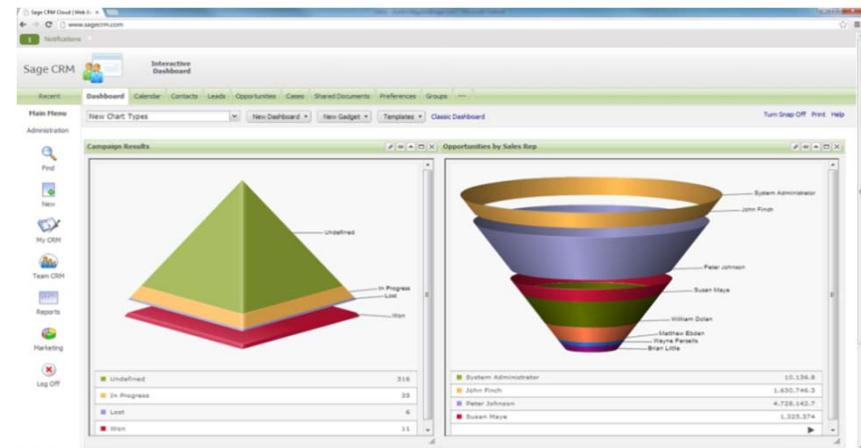 Sage CRM Cloud | Web
www.sagecrm.com
Notifications
Sage CRM
Interactive
Dashboard
Recent
Dashboard Calendar Contacts Leads Opportunities Cases Shared Documents Preferences Groups
Main Menu
New Chart Types New Dashboard New Gadget Templates Classic Dashboard Turn Snap Off Print Help
Administration
Campaign Results
Opportunities by Sales Rep
Find
New
My CRM
Team CRM
Reports
Marketing
Log Off
Undefined
In Progress
Lost
Won
System Administrator
John Finch
Peter Johnson
Susan Maye
William Dolan
Matthew Ebden
Wayne Parsells
Brian Little
Undefined 316
In Progress 33
Lost 6
Won 11
System Administrator 10,136.8
John Finch 1,630,746.3
Peter Johnson 4,728,142.7
Susan Maye 1,325,374